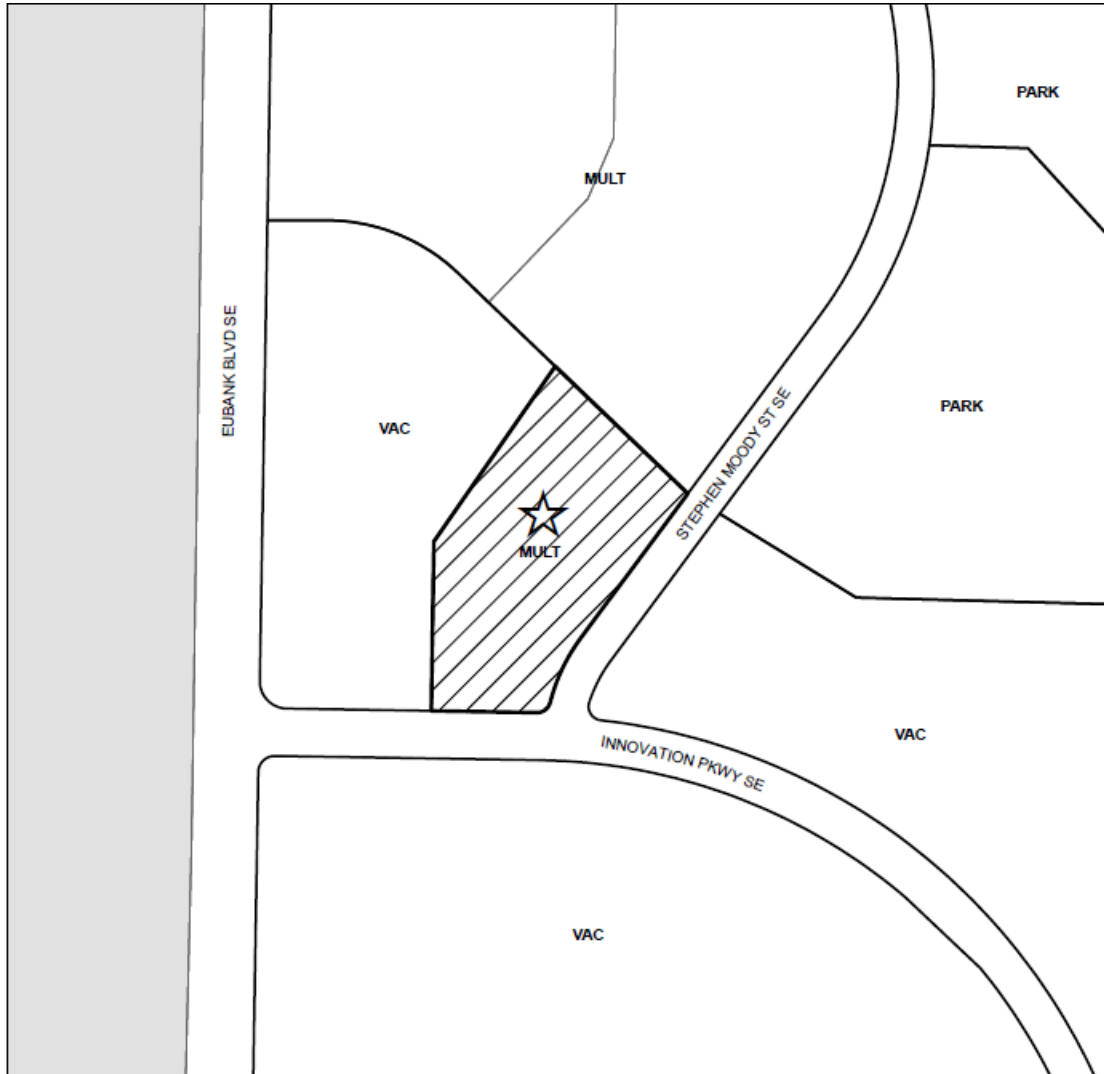 PARK
MULT
EUBANK BLVD SE
PARK
VAC
STEPHEN MOODY ST SE
MULT
INNOVATION PKWY SE
VAC
VAC